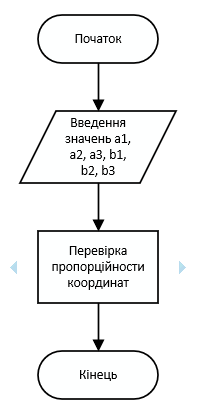 Початок
Введення
значень a1,
a2, a3, b1,
b2, b3
Перевірка
пропорційности
координат
Кінець